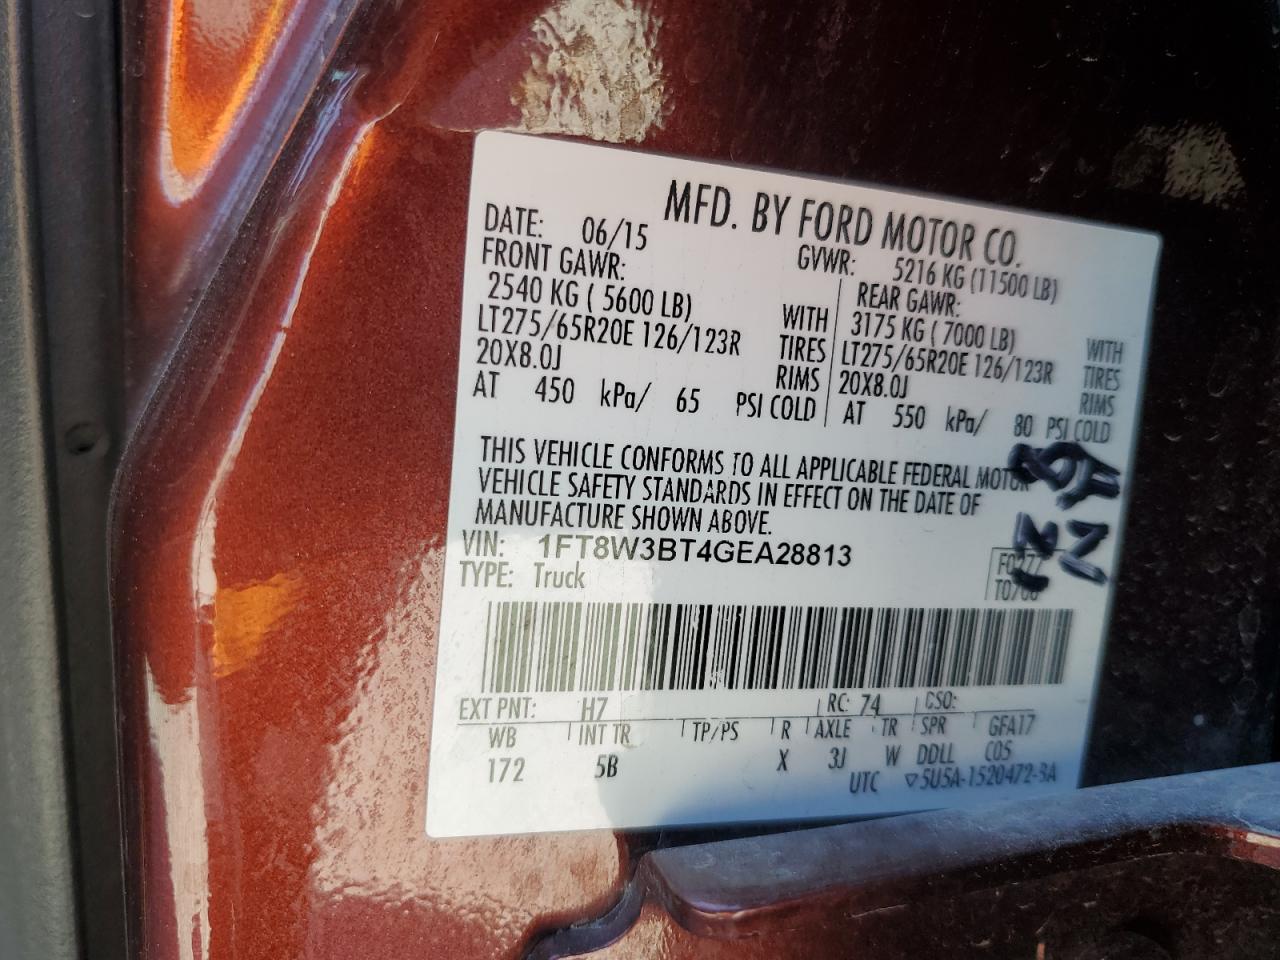 MFD. BY FORD MOTOR CO.
DATE: 06/15 GVWR: 5216 KG (11500 LB)
FRONT GAWR: REAR GAWR:
2540 KG ( 5600 LB) WITH 3175 KG ( 7000 LB) WITH
LT275/65R20E 126/123R TIRES LT275/65R20E 126/123R TIRES
20X8.0J RIMS 20X8.0J RIMS
AT 450 kPa/ 65 PSI COLD AT 550 kPa/ 80 PSI COLD
THIS VEHICLE CONFORMS TO ALL APPLICABLE FEDERAL MOTOR
VEHICLE SAFETY STANDARDS IN EFFECT ON THE DATE OF
MANUFACTURE SHOWN ABOVE.
VIN: 1FT8W3BT4GEA28813
TYPE: Truck
EXT PNT: H7 RC: 74 DSO:
WB INT TR TP/PS R AXLE TR SPR GFA17
172 5B X 3J W DDLL C05
UTC ▽5U5A-1520472-3A